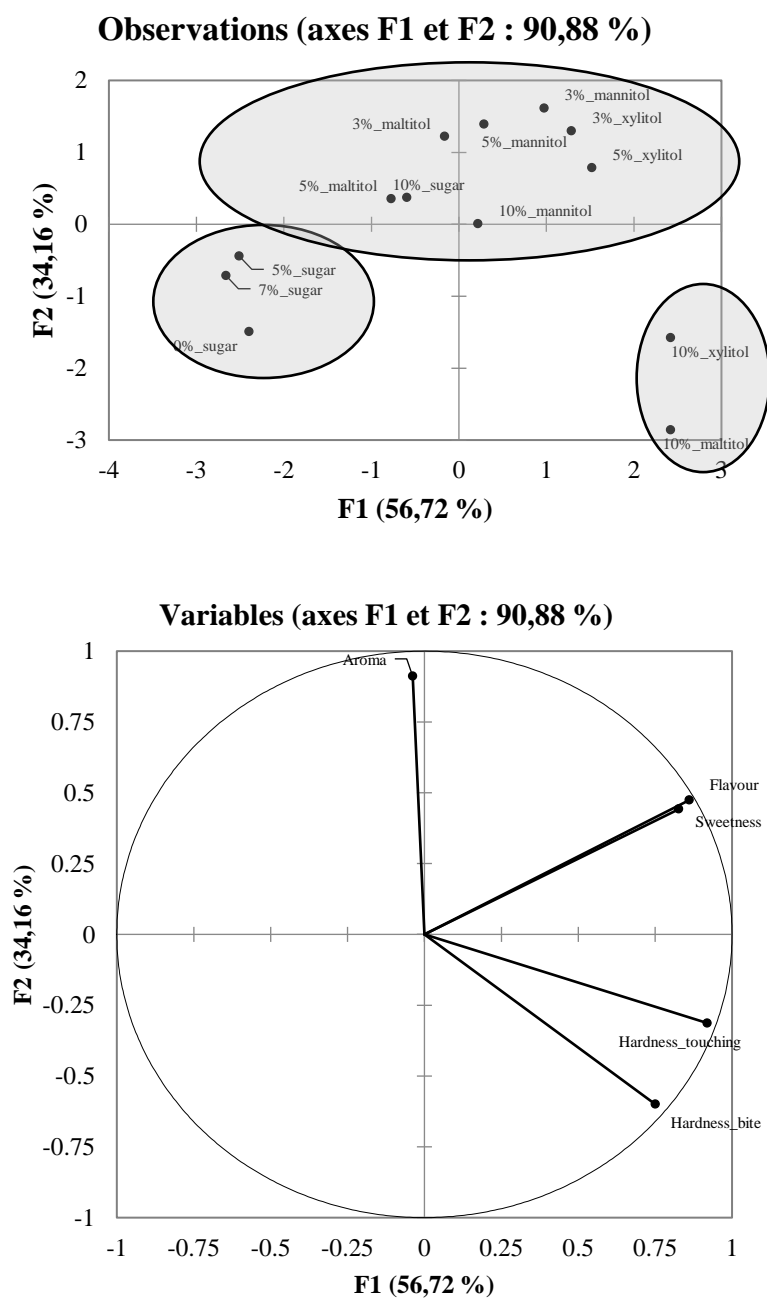 Observations (axes F1 et F2 : 90,88 %)
2
1
0
-1
-2
-3
F2 (34,16 %)
3%_mannitol
3%_maltitol
3%_xylitol
5%_mannitol
5%_xylitol
5%_maltitol
10%_sugar
10%_mannitol
5%_sugar
7%_sugar
0%_sugar
10%_xylitol
10%_maltitol
-4 -3 -2 -1 0 1 2 3
F1 (56,72 %)
Variables (axes F1 et F2 : 90,88 %)
1
0.75
0.5
0.25
0
-0.25
-0.5
-0.75
-1
F2 (34,16 %)
Aroma
Flavour
Sweetness
Hardness_touching
Hardness_bite
-1 -0.75 -0.5 -0.25 0 0.25 0.5 0.75 1
F1 (56,72 %)